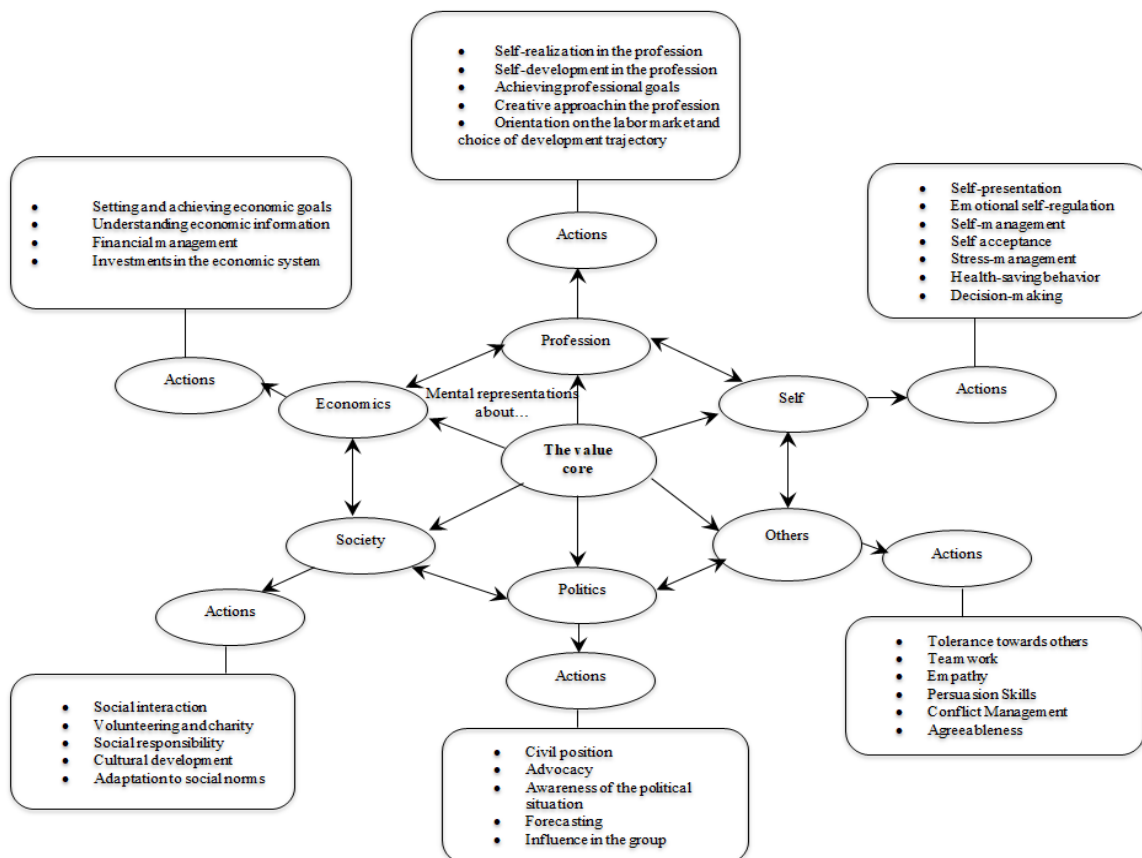 Self-realization in the profession
Self-development in the profession
Achieving professional goals
Creative approach in the profession
Orientation on the labor market and
choice of development trajectory
Actions
Setting and achieving economic goals
Understanding economic information
Financial management
Investments in the economic system
Actions
Self-presentation
Emotional self-regulation
Self-management
Self acceptance
Stress-management
Health-saving behavior
Decision-making
Actions
Profession
Economics
Mental representations
about…
Self
The value
core
Society
Politics
Others
Actions
Social interaction
Volunteering and charity
Social responsibility
Cultural development
Adaptation to social norms
Actions
Civil position
Advocacy
Awareness of the political
situation
Forecasting
Influence in the group
Actions
Tolerance towards others
Team work
Empathy
Persuasion Skills
Conflict Management
Agreeableness